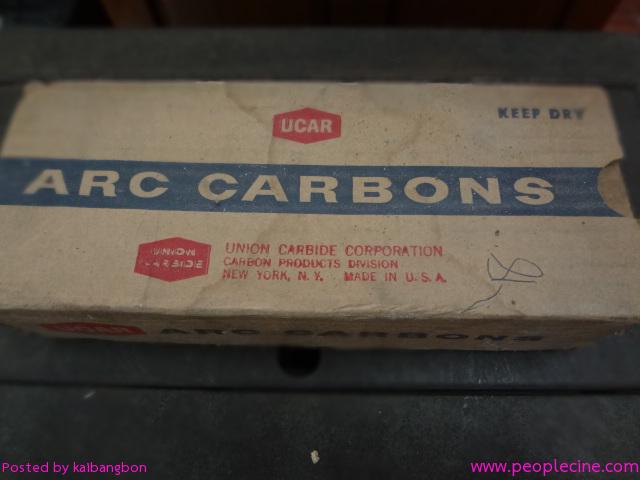 UCAR
KEEP DRY
ARC CARBONS
UNION CARBIDE
UNION CARBIDE CORPORATION
CARBON PRODUCTS DIVISION
NEW YORK, N.Y. MADE IN U.S.A.
UCAR ARC CARBONS
Posted by kaibangbon
www.peoplecine.com